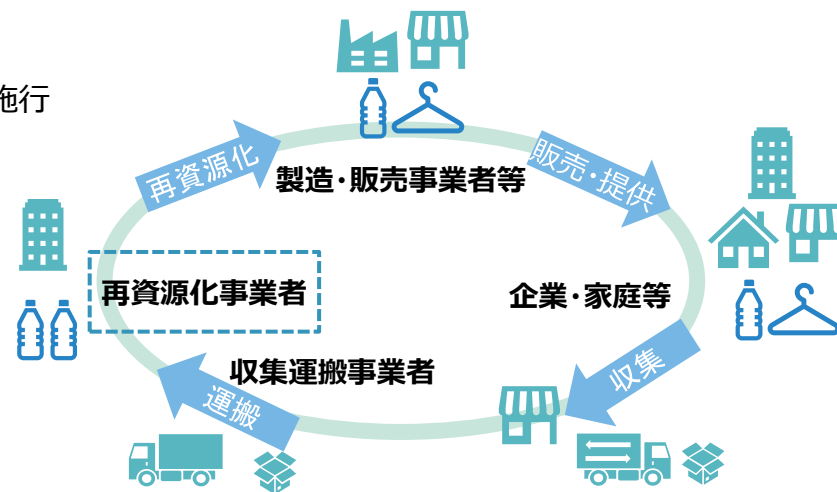 施行
再資源化
販売・提供
製造・販売事業者等
再資源化事業者
企業・家庭等
収集運搬事業者
収集
運搬